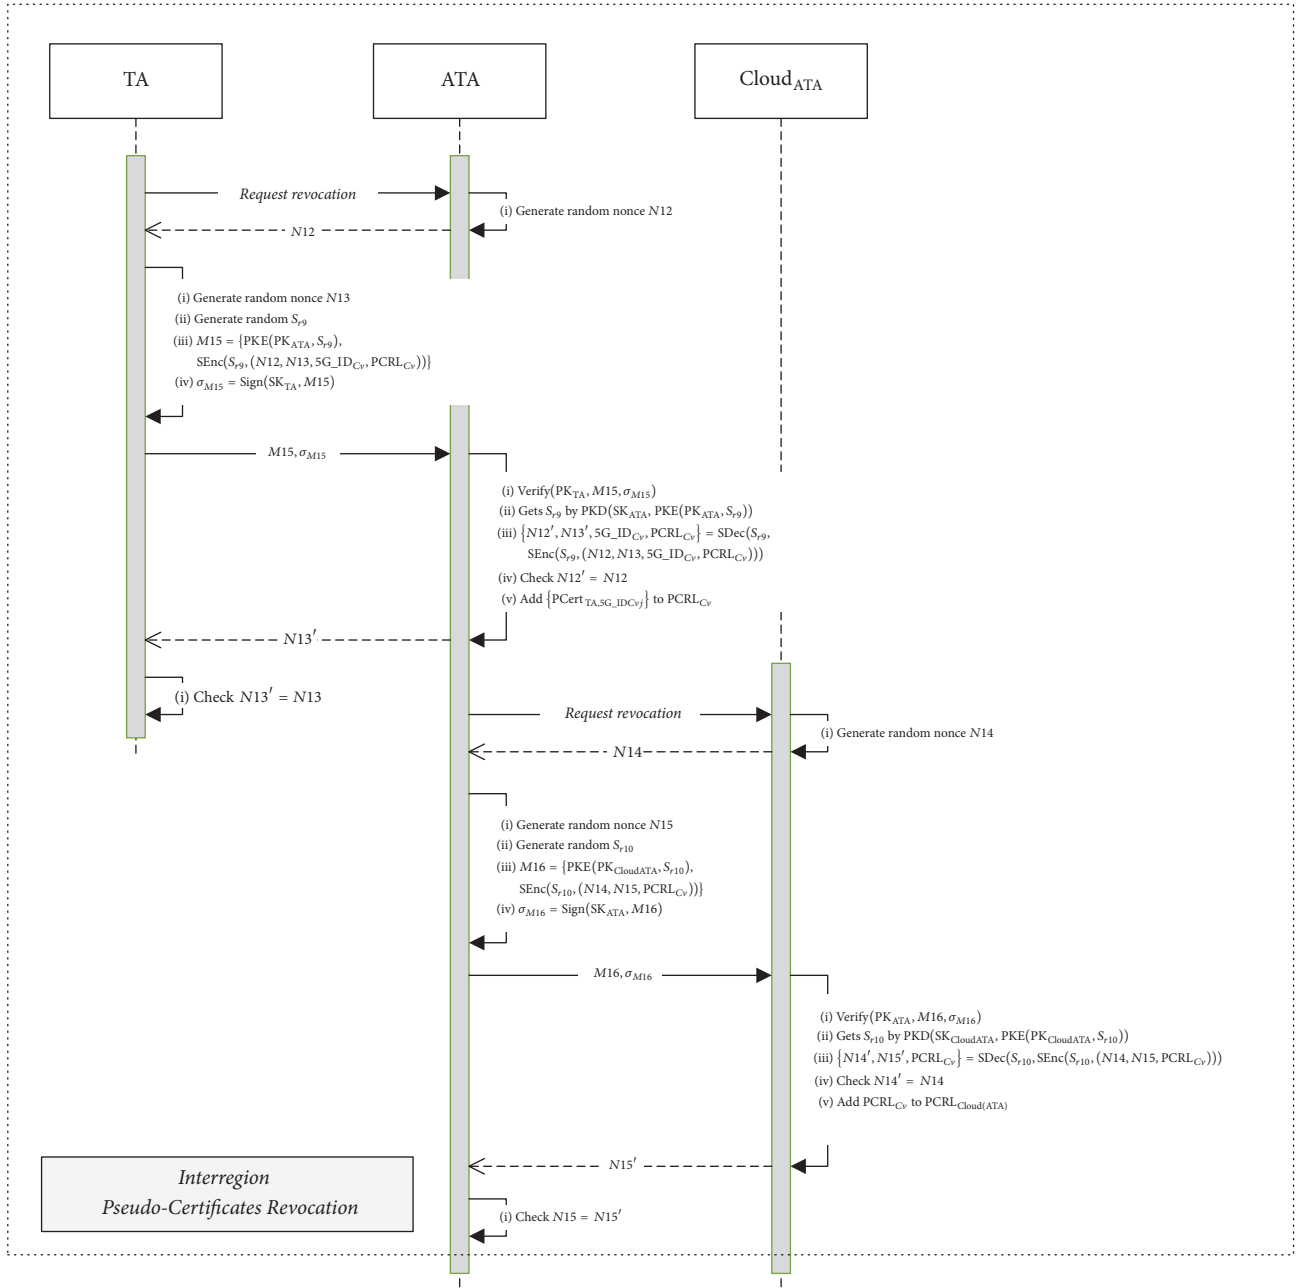 TA
ATA
Cloud_ATA
Request revocation
(i) Generate random nonce N12
N12
(i) Generate random nonce N13
(ii) Generate random S_r9
(iii) M15 = {PKE(PK_ATA, S_r9),
SEnc(S_r9, (N12, N13, 5G_ID_Cv, PCRL_Cv))}
(iv) σ_M15 = Sign(SK_TA, M15)
M15, σ_M15
(i) Verify(PK_TA, M15, σ_M15)
(ii) Gets S_r9 by PKD(SK_ATA, PKE(PK_ATA, S_r9))
(iii) {N12′, N13′, 5G_ID_Cv, PCRL_Cv} = SDec(S_r9,
SEnc(S_r9, (N12, N13, 5G_ID_Cv, PCRL_Cv)))
(iv) Check N12′ = N12
(v) Add {PCert_TA,5G_IDCvj} to PCRL_Cv
N13′
(i) Check N13′ = N13
Request revocation
(i) Generate random nonce N14
N14
(i) Generate random nonce N15
(ii) Generate random S_r10
(iii) M16 = {PKE(PK_CloudATA, S_r10),
SEnc(S_r10, (N14, N15, PCRL_Cv))}
(iv) σ_M16 = Sign(SK_ATA, M16)
M16, σ_M16
(i) Verify(PK_ATA, M16, σ_M16)
(ii) Gets S_r10 by PKD(SK_CloudATA, PKE(PK_CloudATA, S_r10))
(iii) {N14′, N15′, PCRL_Cv} = SDec(S_r10, SEnc(S_r10, (N14, N15, PCRL_Cv)))
(iv) Check N14′ = N14
(v) Add PCRL_Cv to PCRL_Cloud(ATA)
N15′
(i) Check N15 = N15′
Interregion
Pseudo-Certificates Revocation